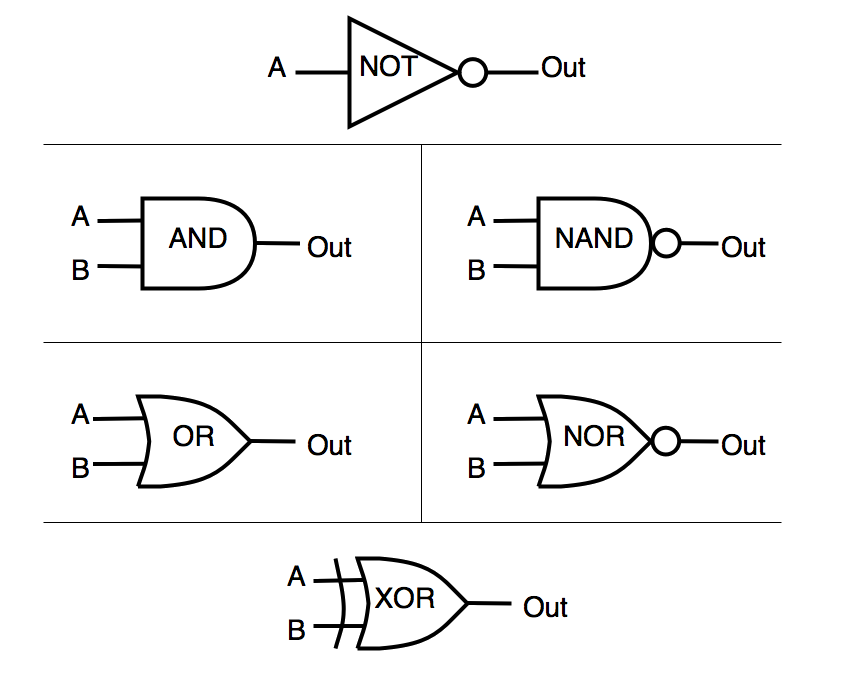 A NOT Out
A AND Out
B
A NAND Out
B
A OR Out
B
A NOR Out
B
A XOR Out
B